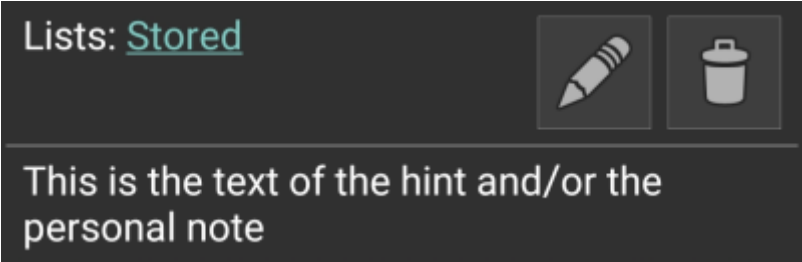 Lists: Stored
This is the text of the hint and/or the
personal note